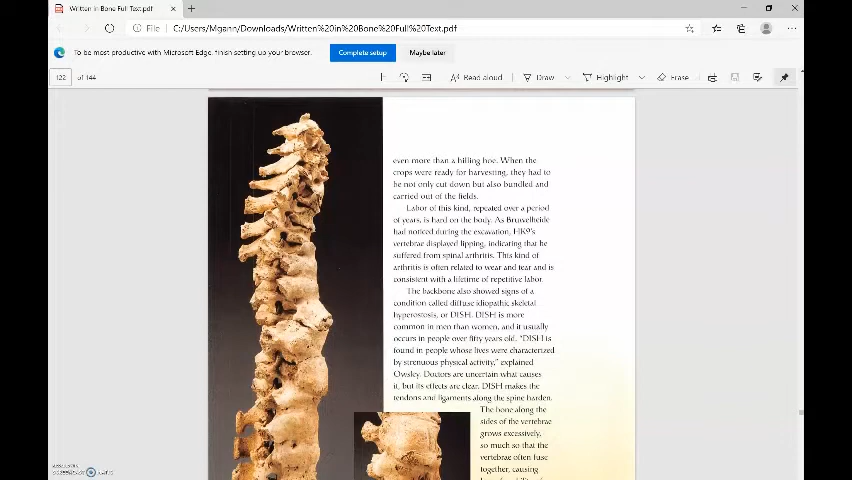 Written in Bone Full Text.pdf
File
C:/Users/Mgann/Downloads/Written%20in%20Bone%20Full%20Text.pdf
To be most productive with Microsoft Edge, finish setting up your browser.
Complete setup
Maybe later
122 of 144
Read aloud
Draw
Highlight
Erase
even more than a hilling hoe. When the
crops were ready for harvesting, they had to
be not only cut down but also bundled and
carried out of the fields.
Labor of this kind, repeated over a period
of years, is hard on the body. As Bruwelheide
had noticed during the excavation, HK9's
vertebrae displayed lipping, indicating that he
suffered from spinal arthritis. This kind of
arthritis is often related to wear and tear and is
consistent with a lifetime of repetitive labor.
The backbone also showed signs of a
condition called diffuse idiopathic skeletal
hyperostosis, or DISH. DISH is more
common in men than women, and it usually
occurs in people over fifty years old. "DISH is
found in people whose lives were characterized
by strenuous physical activity," explained
Owsley. Doctors are uncertain what causes
it, but its effects are clear. DISH makes the
tendons and ligaments along the spine harden.
The bone along the
sides of the vertebrae
grows excessively,
so much so that the
vertebrae often fuse
together, causing